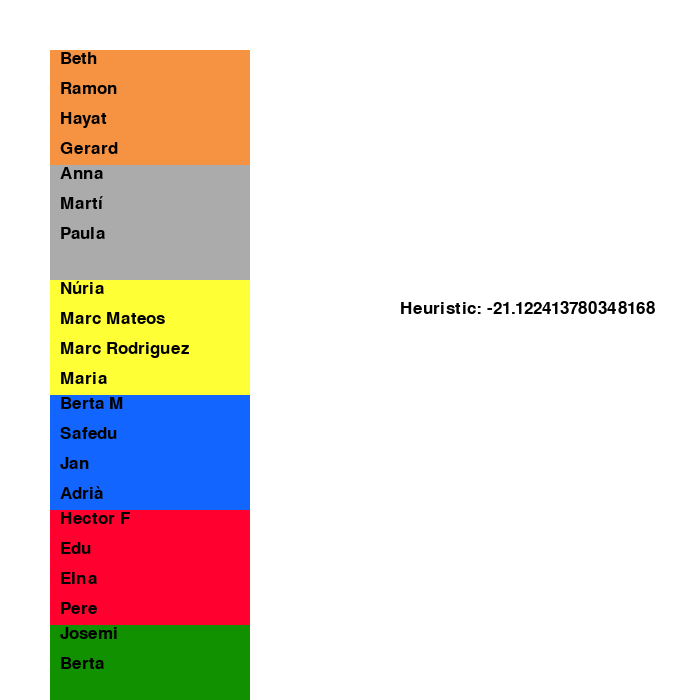 Beth
Ramon
Hayat
Gerard
Anna
Martí
Paula
Núria
Heuristic: -21.122413780348168
Marc Mateos
Marc Rodriguez
Maria
Berta M
Safedu
Jan
Adrià
Hector F
Edu
Elna
Pere
Josemi
Berta